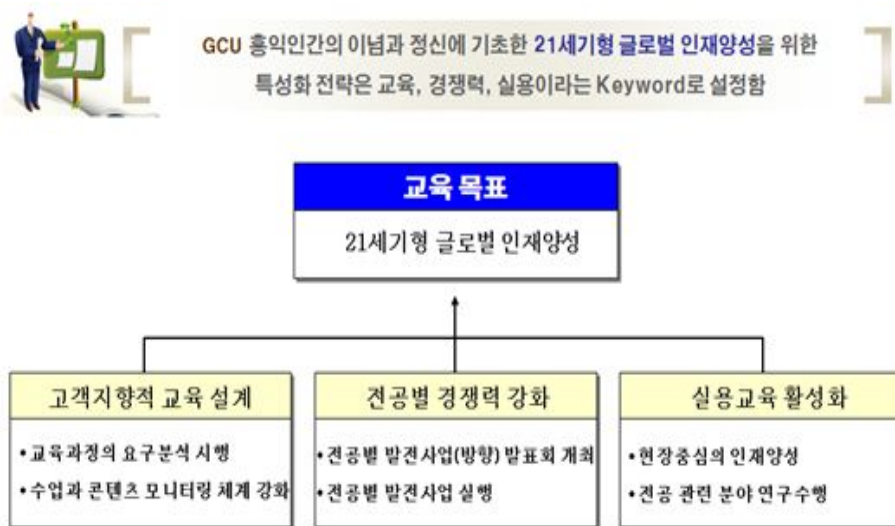 GCU 홍익인간의 이념과 정신에 기초한 21세기형 글로벌 인재양성을 위한
특성화 전략은 교육, 경쟁력, 실용이라는 Keyword로 설정함
교육 목표
21세기형 글로벌 인재양성
고객지향적 교육 설계
•교육과정의 요구분석 시행
•수업과 콘텐츠 모니터링 체계 강화
전공별 경쟁력 강화
•전공별 발전사업(방향) 발표회 개최
•전공별 발전사업 실행
실용교육 활성화
•현장중심의 인재양성
•전공 관련 분야 연구수행